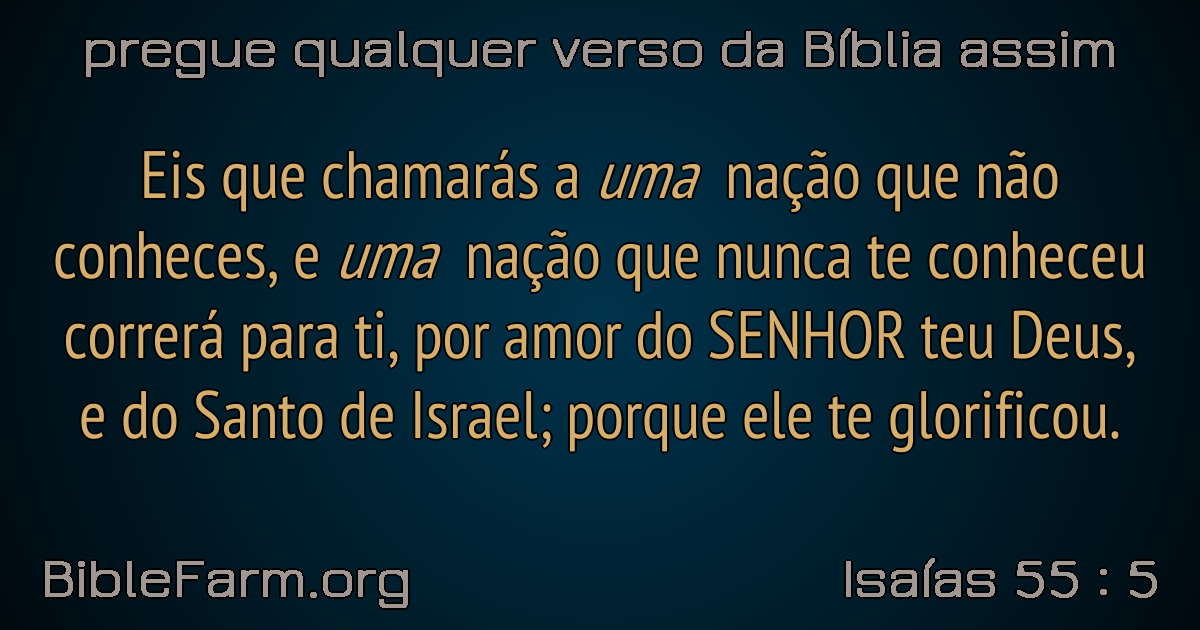 pregue qualquer verso da Bíblia assim
Eis que chamarás a uma nação que não
conheces, e uma nação que nunca te conheceu
correrá para ti, por amor do SENHOR teu Deus,
e do Santo de Israel; porque ele te glorificou.
BibleFarm.org
Isaías 55 : 5